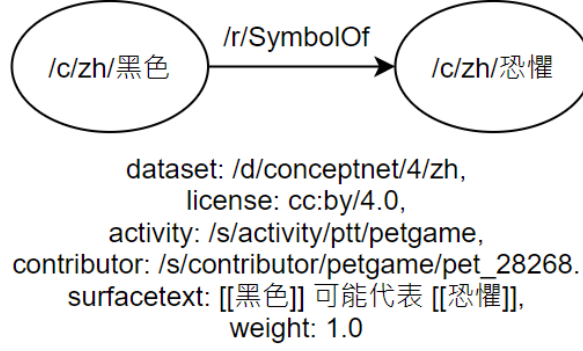 /r/SymbolOf
/c/zh/黑色
/c/zh/恐懼
dataset: /d/conceptnet/4/zh,
license: cc:by/4.0,
activity: /s/activity/ptt/petgame,
contributor: /s/contributor/petgame/pet_28268.
surfacetext: [[黑色]] 可能代表 [[恐懼]],
weight: 1.0